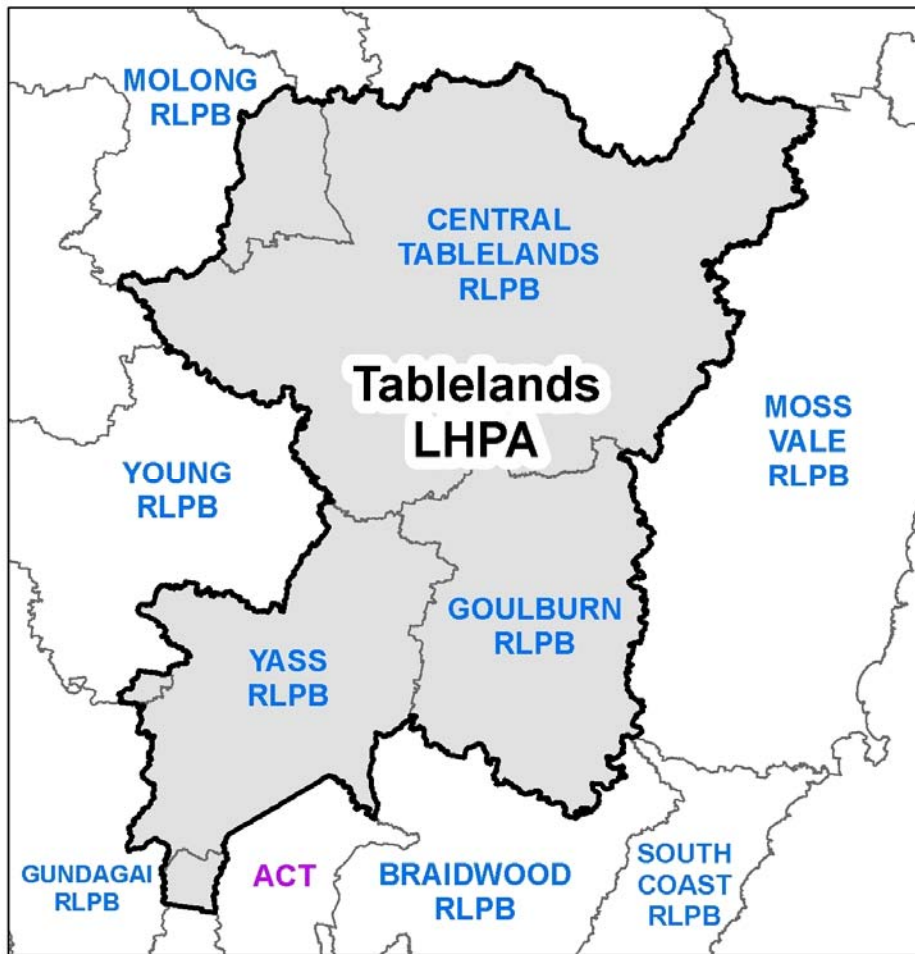 MOLONG
RLPB
CENTRAL
TABLELANDS
RLPB
Tablelands
LHPA
MOSS
VALE
RLPB
YOUNG
RLPB
GOULBURN
RLPB
YASS
RLPB
GUNDAGAI
RLPB
ACT
BRAIDWOOD
RLPB
SOUTH
COAST
RLPB